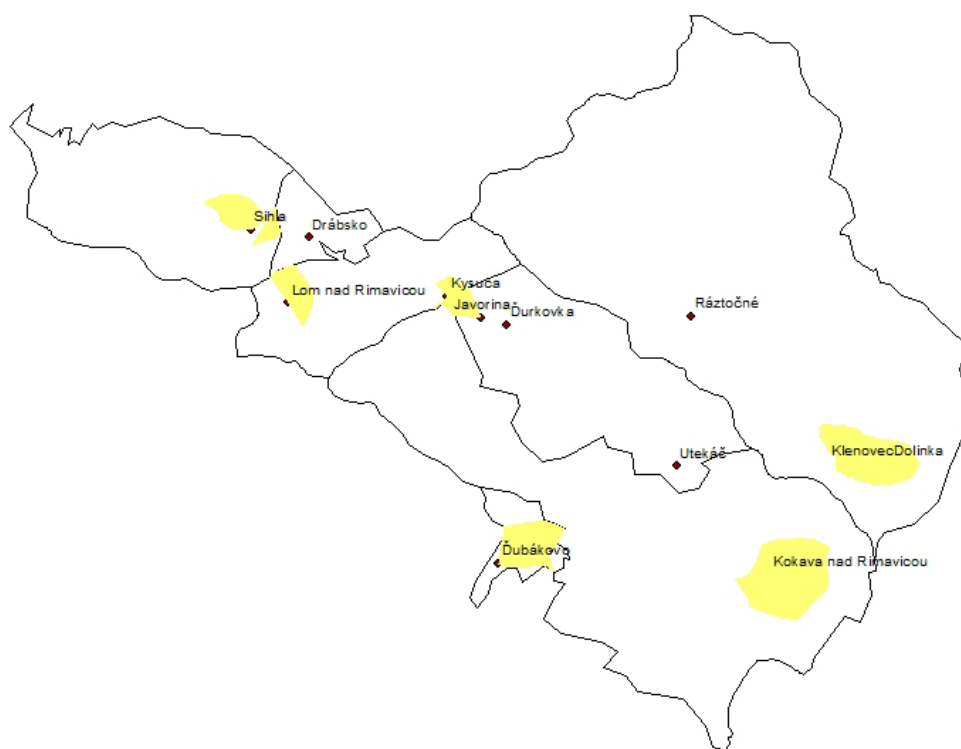 Sihla
Drábsko
Kysuca
Lom nad Rimavicou
Javorina
Ďurkovka
Ráztočné
KlenovecDolinka
Utekáč
Ďubákovo
Kokava nad Rimavicou